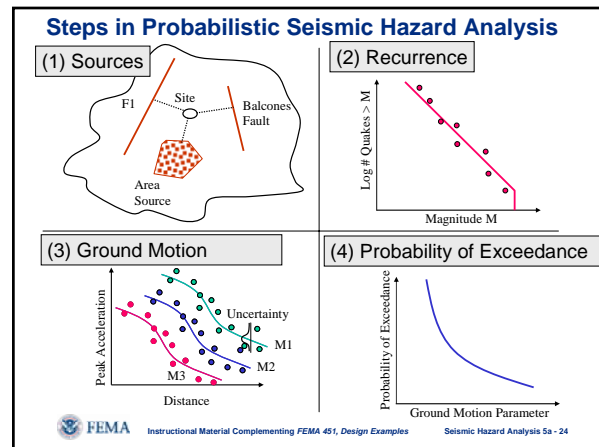 Steps in Probabilistic Seismic Hazard Analysis
(1) Sources
F1
Site
Balcones
Fault
Area
Source
(2) Recurrence
Log # Quakes > M
Magnitude M
(3) Ground Motion
Peak Acceleration
Uncertainty
M1
M2
M3
Distance
(4) Probability of Exceedance
Probability of Exceedance
Ground Motion Parameter
FEMA
Instructional Material Complementing FEMA 451, Design Examples
Seismic Hazard Analysis 5a - 24